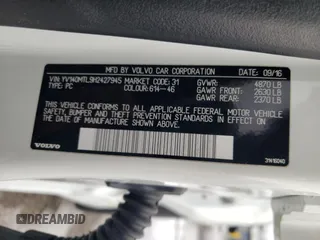 MFD BY VOLVO CAR CORPORATION 09/16
YV140MTL9H2427945 MARKET CODE: 31 GVWR: 4870 LB
TYPE: PC COLOUR: 614-46 GAWR FRONT: 2630 LB
GAWR REAR: 2370 LB
THIS VEHICLE CONFORMS TO ALL APPLICABLE FEDERAL MOTOR VEHICLE
SAFETY, BUMPER AND THEFT PREVENTION STANDARDS IN EFFECT ON THE
DATE OF MANUFACTURE SHOWN ABOVE.
VOLVO
DREAMBID